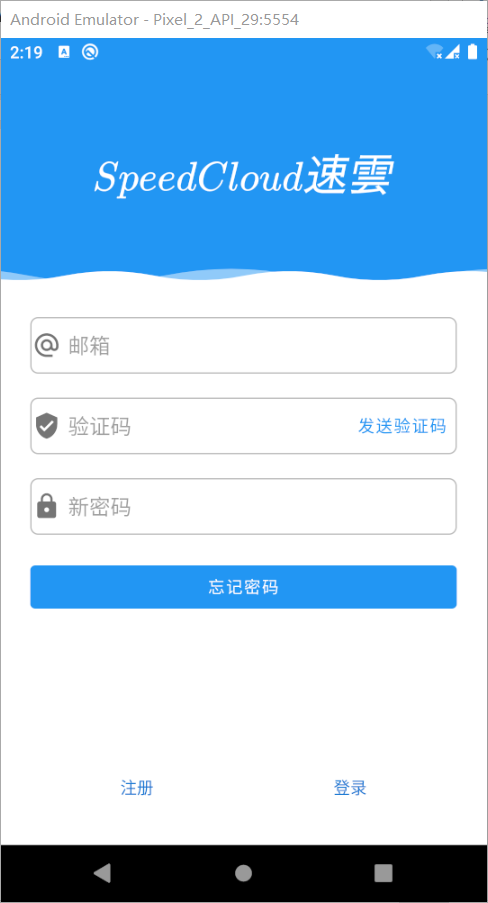 Android Emulator - Pixel_2_API_29:5554
2:19
SpeedCloud速雲
邮箱
验证码 发送验证码
新密码
忘记密码
注册 登录